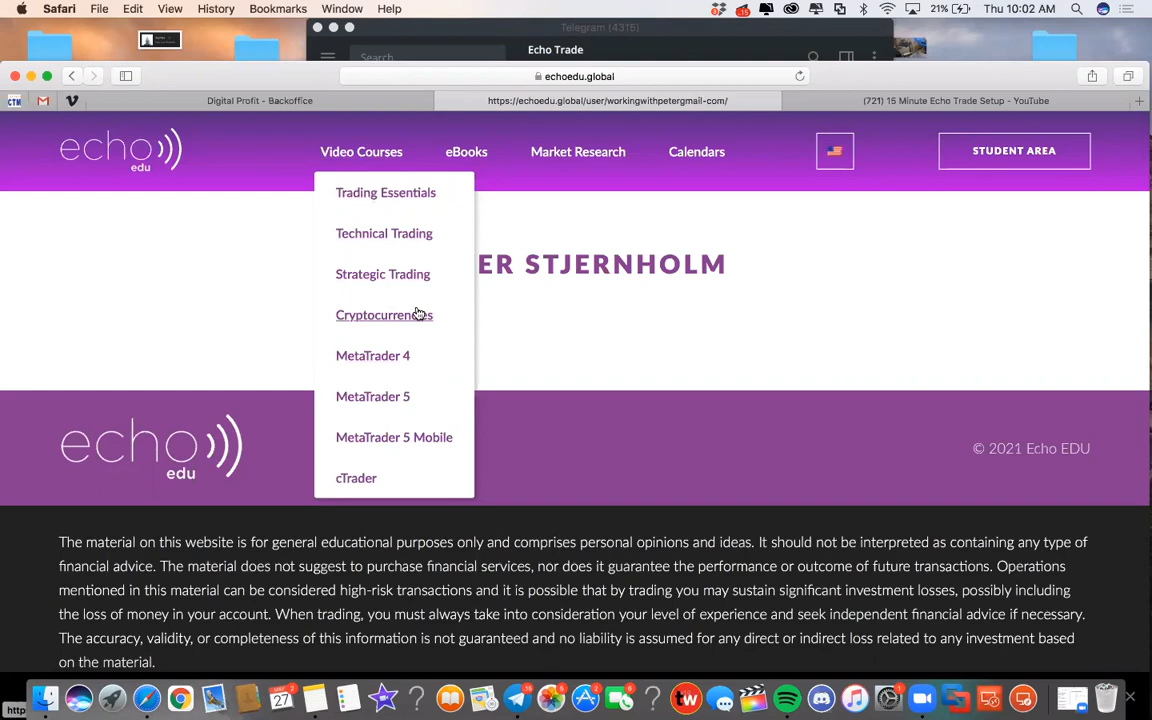 Safari File Edit View History Bookmarks Window Help 21% Thu 10:02 AM
Telegram (4315)
Search Echo Trade
echoedu.global
CTM Digital Profit - Backoffice https://echoedu.global/user/workingwithpetergmail-com/ (721) 15 Minute Echo Trade Setup - YouTube
echo edu Video Courses eBooks Market Research Calendars STUDENT AREA
Trading Essentials
Technical Trading
ER STJERNHOLM
Strategic Trading
Cryptocurrencies
MetaTrader 4
MetaTrader 5
MetaTrader 5 Mobile
cTrader
echo edu © 2021 Echo EDU
The material on this website is for general educational purposes only and comprises personal opinions and ideas. It should not be interpreted as containing any type of
financial advice. The material does not suggest to purchase financial services, nor does it guarantee the performance or outcome of future transactions. Operations
mentioned in this material can be considered high-risk transactions and it is possible that by trading you may sustain significant investment losses, possibly including
the loss of money in your account. When trading, you must always take into consideration your level of experience and seek independent financial advice if necessary.
The accuracy, validity, or completeness of this information is not guaranteed and no liability is assumed for any direct or indirect loss related to any investment based
on the material.
http